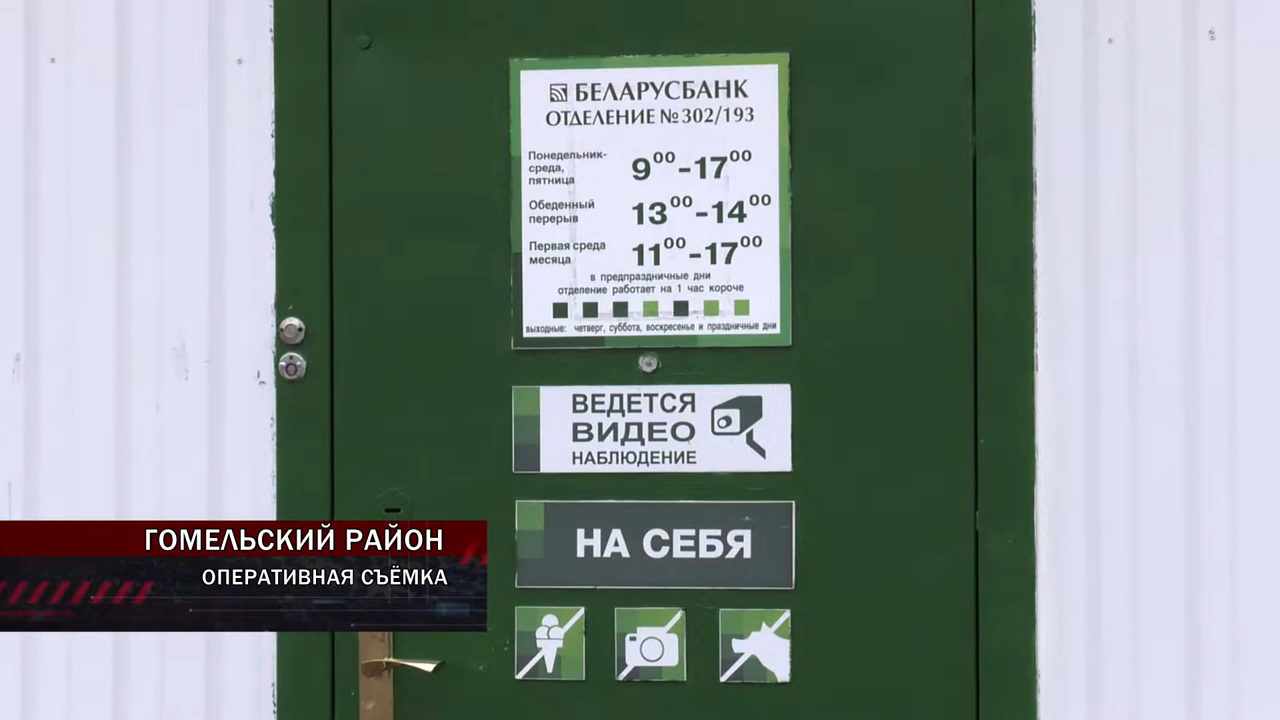 БЕЛАРУСБАНК
ОТДЕЛЕНИЕ № 302/193
Понедельник-
среда,
пятница
9⁰⁰-17⁰⁰
Обеденный
перерыв
13⁰⁰-14⁰⁰
Первая среда
месяца
11⁰⁰-17⁰⁰
в предпраздничные дни
отделение работает на 1 час короче
выходные: четверг, суббота, воскресенье и праздничные дни
ВЕДЕТСЯ
ВИДЕО
НАБЛЮДЕНИЕ
НА СЕБЯ
ГОМЕЛЬСКИЙ РАЙОН
ОПЕРАТИВНАЯ СЪЁМКА